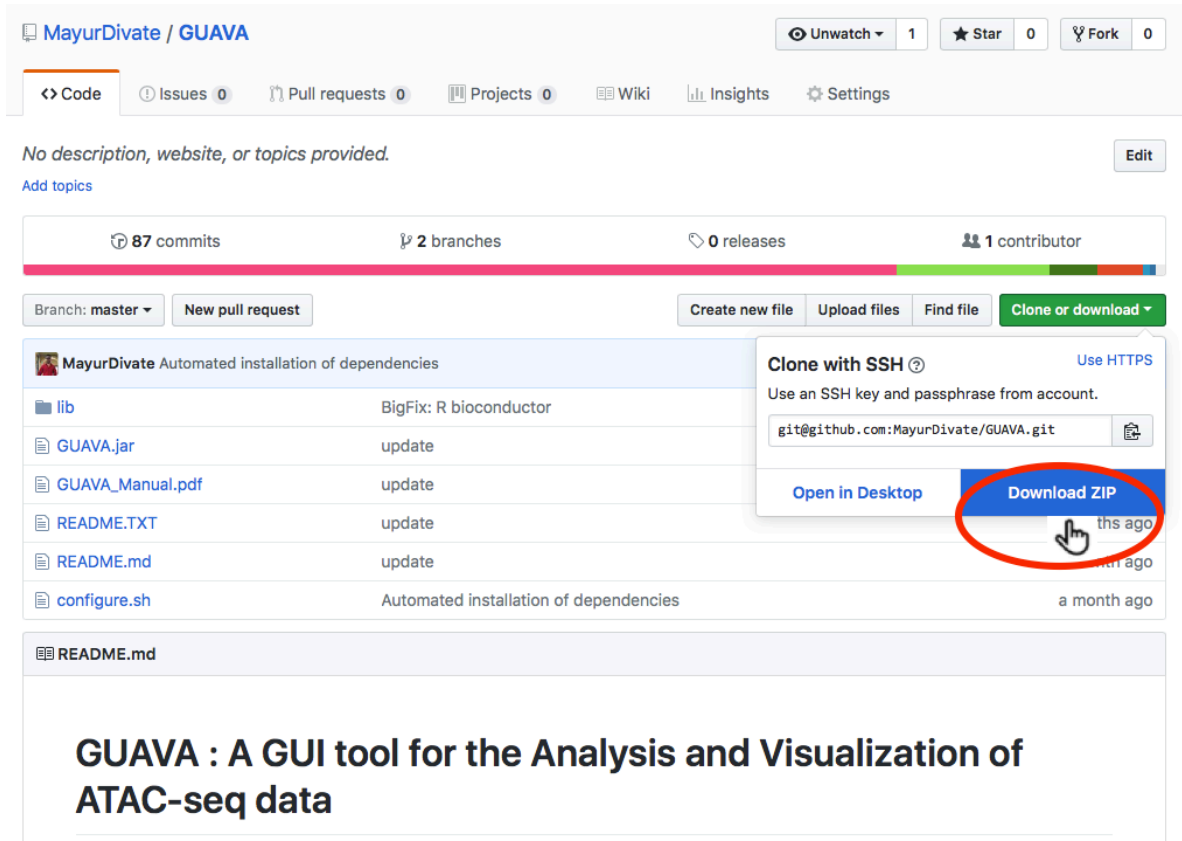 MayurDivate / GUAVA
Unwatch 1 Star 0 Fork 0
Code Issues 0 Pull requests 0 Projects 0 Wiki Insights Settings
No description, website, or topics provided. Edit
Add topics
87 commits 2 branches 0 releases 1 contributor
Branch: master New pull request Create new file Upload files Find file Clone or download
MayurDivate Automated installation of dependencies
Clone with SSH ? Use HTTPS
Use an SSH key and passphrase from account.
git@github.com:MayurDivate/GUAVA.git
Open in Desktop Download ZIP
lib BigFix: R bioconductor
GUAVA.jar update
GUAVA_Manual.pdf update
README.TXT update ths ago
README.md update ago
configure.sh Automated installation of dependencies a month ago
README.md
GUAVA : A GUI tool for the Analysis and Visualization of
ATAC-seq data